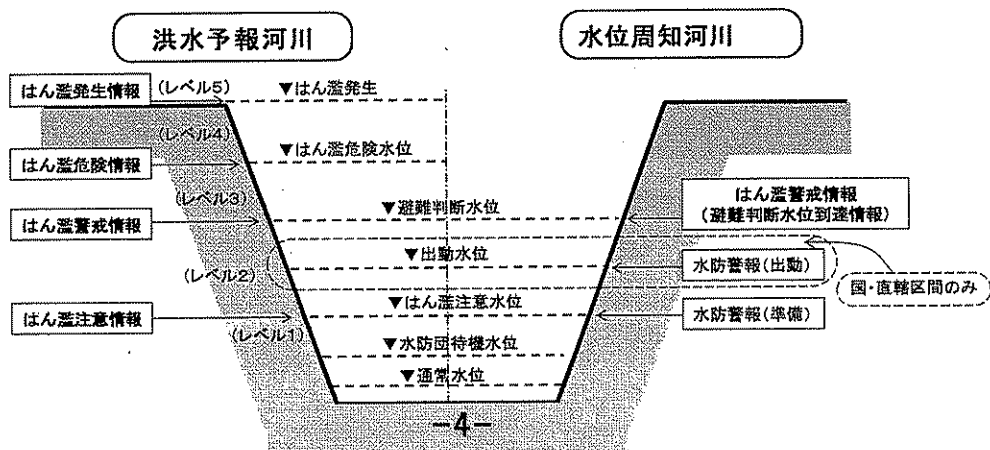 洪水予報河川
水位周知河川
はん濫発生情報
(レベル5)
▼はん濫発生
(レベル4)
▼はん濫危険水位
はん濫危険情報
(レベル3)
▼避難判断水位
はん濫警戒情報
はん濫警戒情報
(避難判断水位到達情報)
▼出動水位
水防警報(出動)
(レベル2)
図・直轄区間のみ
▼はん濫注意水位
はん濫注意情報
水防警報(準備)
(レベル1)
▼水防団待機水位
▼通常水位
-4-